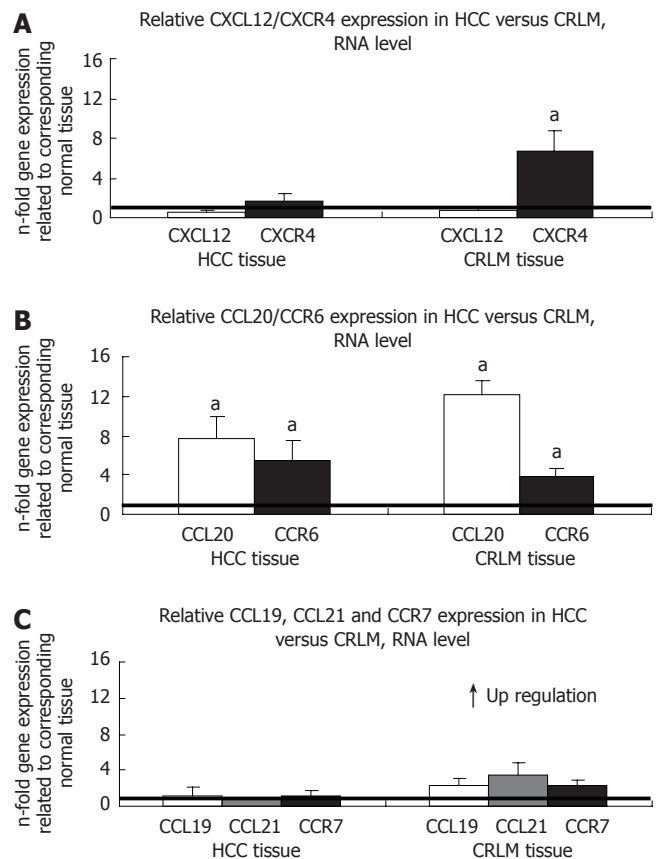 A
Relative CXCL12/CXCR4 expression in HCC versus CRLM,
RNA level
n-fold gene expression
related to corresponding
normal tissue
16
12
8
4
0
a
CXCL12 CXCR4 CXCL12 CXCR4
HCC tissue CRLM tissue
B
Relative CCL20/CCR6 expression in HCC versus CRLM,
RNA level
n-fold gene expression
related to corresponding
normal tissue
16
12
8
4
0
a a a a
CCL20 CCR6 CCL20 CCR6
HCC tissue CRLM tissue
C
Relative CCL19, CCL21 and CCR7 expression in HCC
versus CRLM, RNA level
n-fold gene expression
related to corresponding
normal tissue
16
12
8
4
0
↑ Up regulation
CCL19 CCL21 CCR7 CCL19 CCL21 CCR7
HCC tissue CRLM tissue